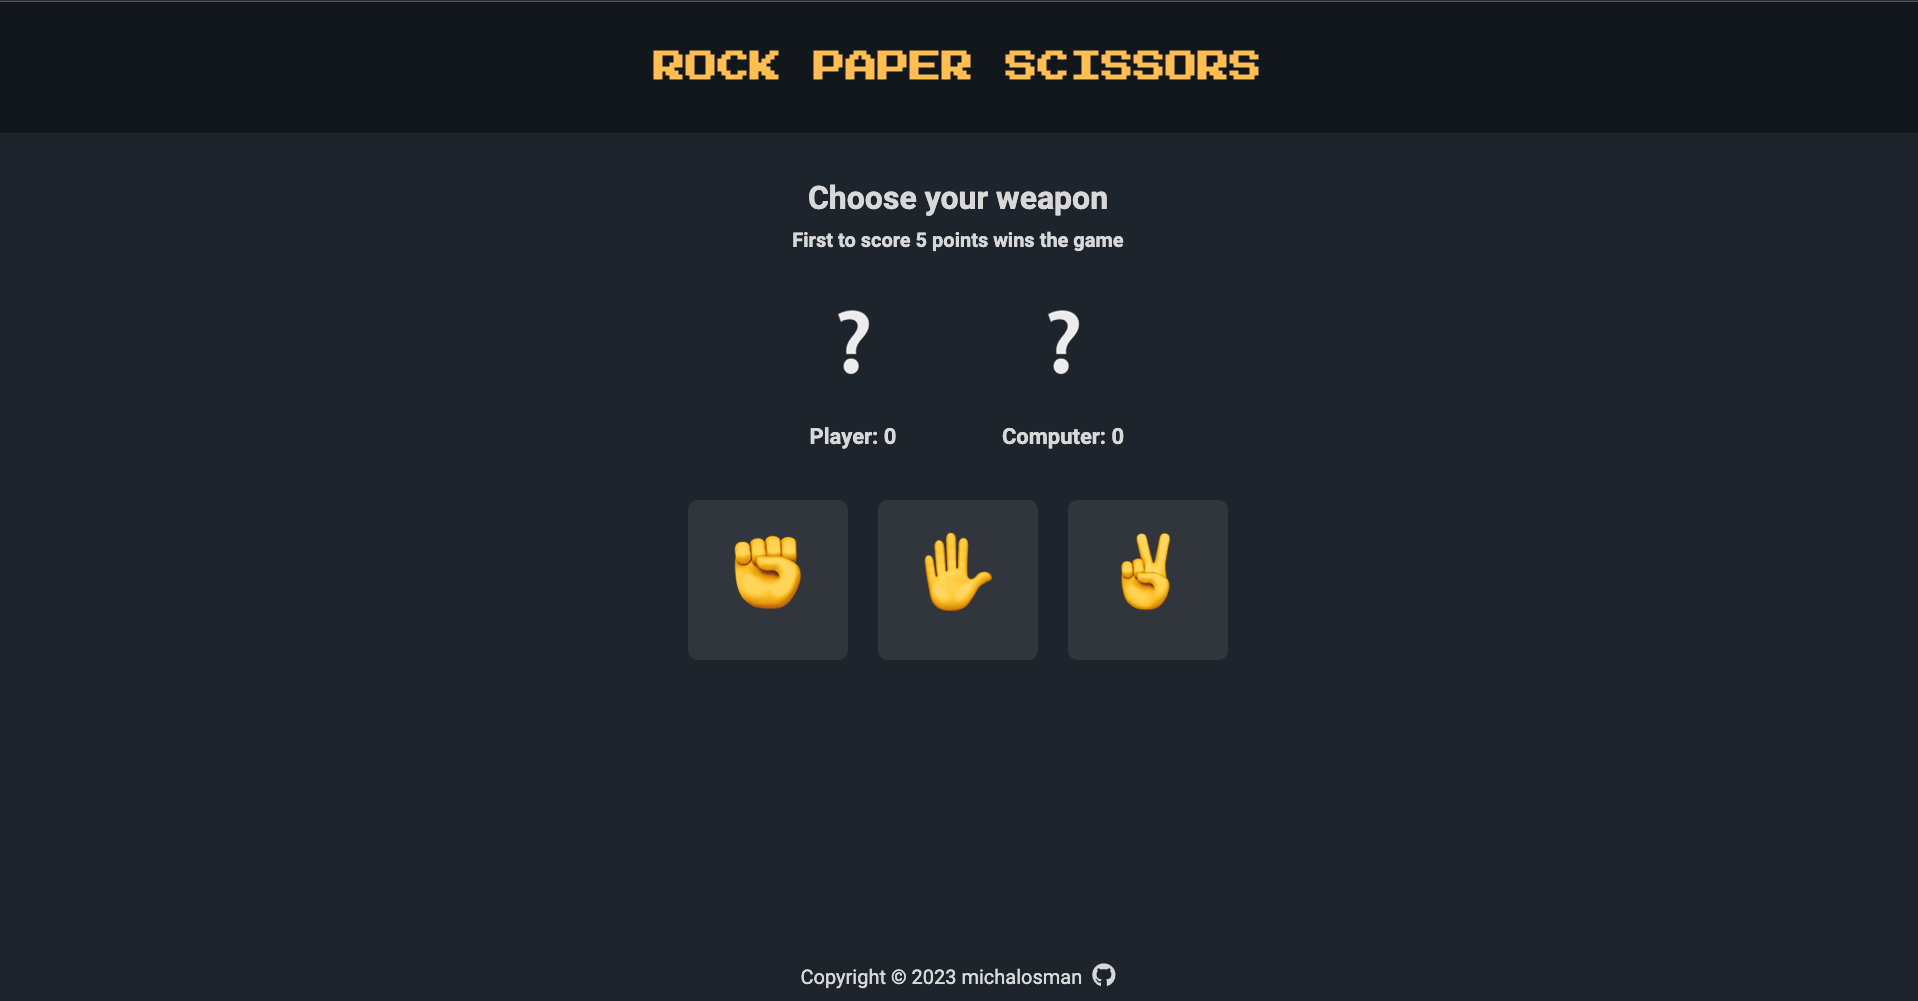 ROCK PAPER SCISSORS
Choose your weapon
First to score 5 points wins the game
? ?
Player: 0 Computer: 0
Copyright © 2023 michalosman